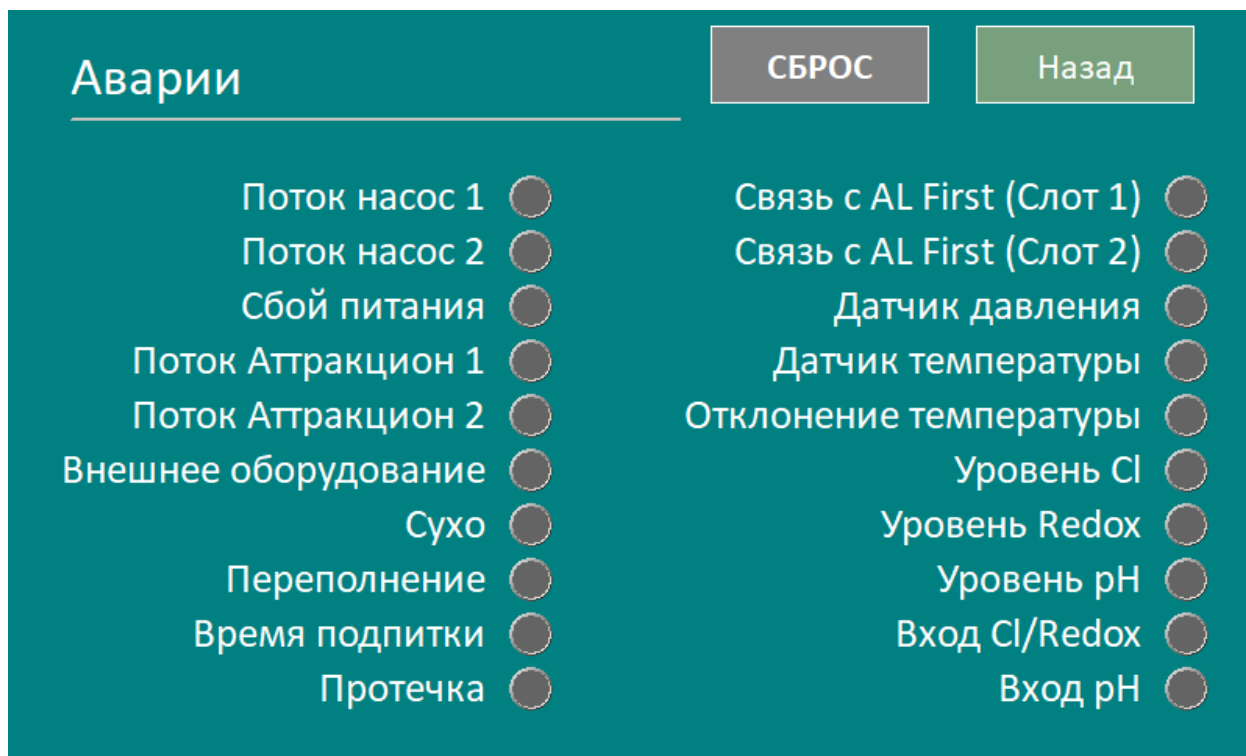 Аварии
СБРОС
Назад
Поток насос 1
Поток насос 2
Сбой питания
Поток Аттракцион 1
Поток Аттракцион 2
Внешнее оборудование
Сухо
Переполнение
Время подпитки
Протечка
Связь с AL First (Слот 1)
Связь с AL First (Слот 2)
Датчик давления
Датчик температуры
Отклонение температуры
Уровень Cl
Уровень Redox
Уровень pH
Вход Cl/Redox
Вход pH